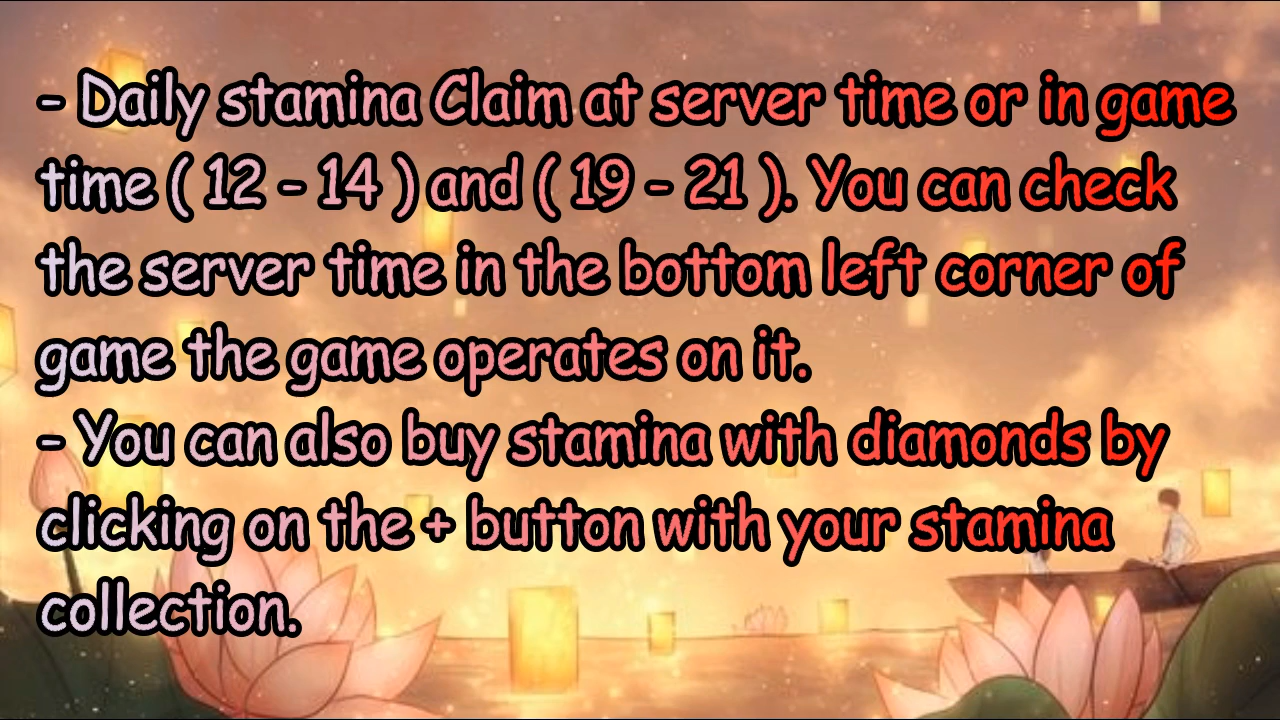 - Daily stamina Claim at server time or in game
time ( 12 - 14 ) and ( 19 - 21 ). You can check
the server time in the bottom left corner of
game the game operates on it.
- You can also buy stamina with diamonds by
clicking on the + button with your stamina
collection.